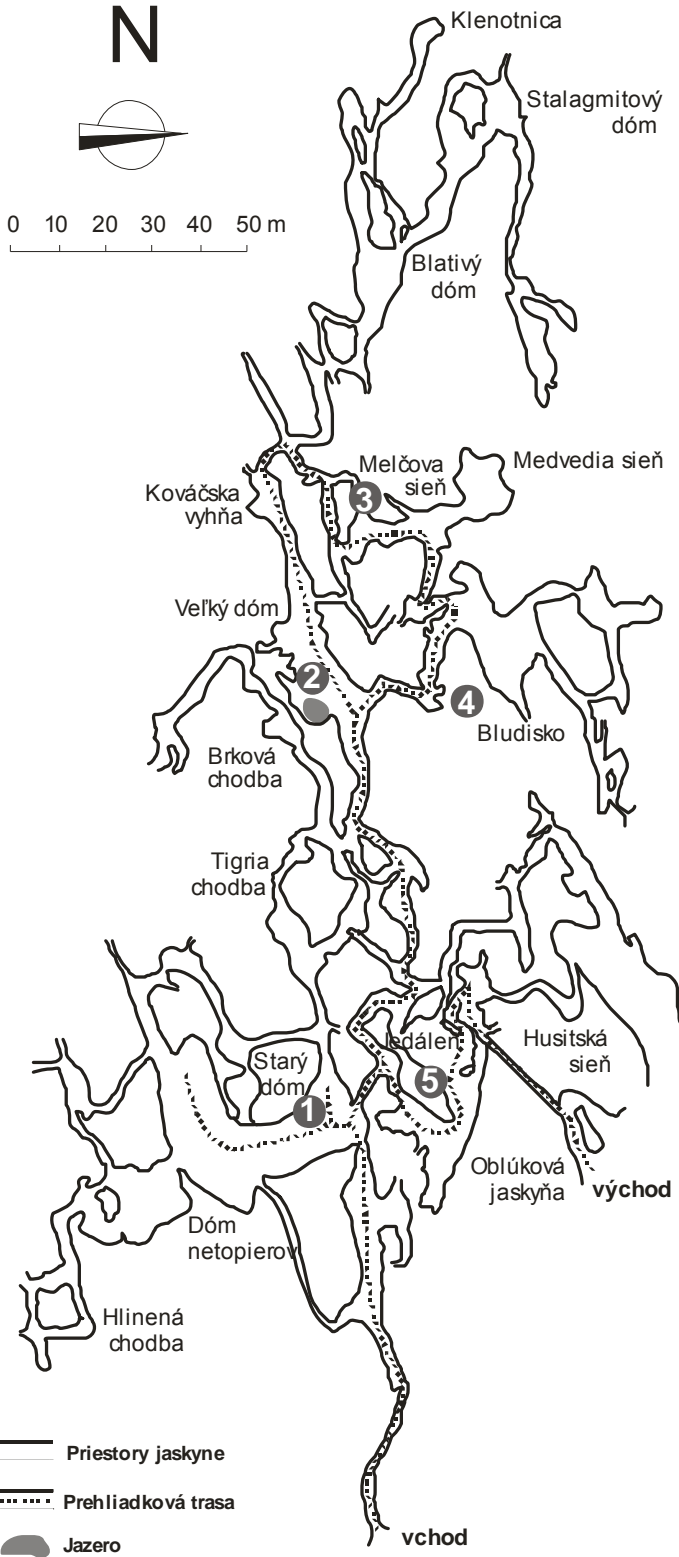 Klenotnica
N
Stalagmitový
dóm
0 10 20 30 40 50 m
Blativý
dóm
Melčova
sieň
Medvedia sieň
Kováčska
vyhňa
3
Veľký dóm
2
4
Bludisko
Brková
chodba
Tigria
chodba
Jedáleň
Husitská
sieň
Starý
dóm
5
1
Oblúková
jaskyňa
východ
Dóm
netopierov
Hlinená
chodba
Priestory jaskyne
Prehliadková trasa
vchod
Jazero